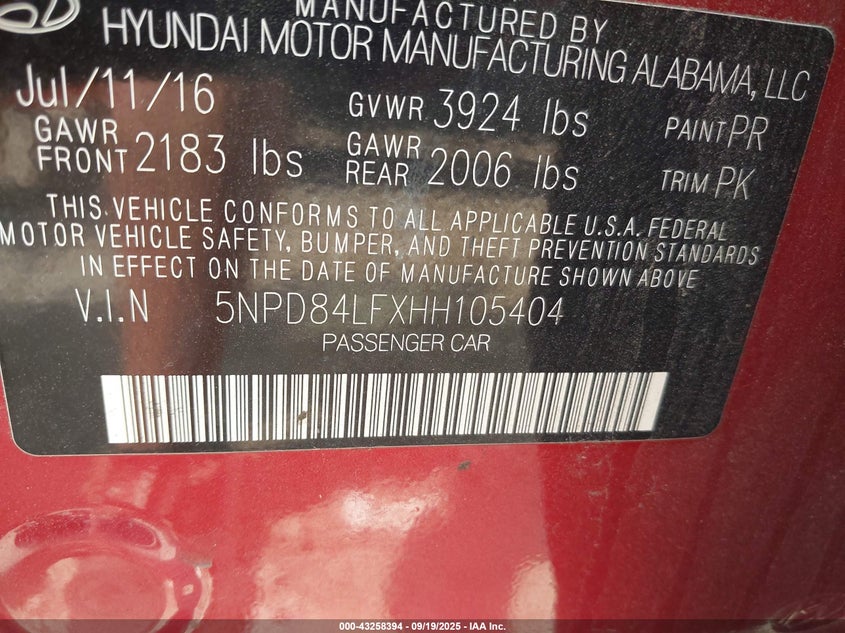 MANUFACTURED BY
HYUNDAI MOTOR MANUFACTURING ALABAMA, LLC
Jul/11/16 GVWR 3924 lbs PAINT PR
GAWR FRONT 2183 lbs GAWR REAR 2006 lbs TRIM PK
THIS VEHICLE CONFORMS TO ALL APPLICABLE U.S.A. FEDERAL
MOTOR VEHICLE SAFETY, BUMPER, AND THEFT PREVENTION STANDARDS
IN EFFECT ON THE DATE OF MANUFACTURE SHOWN ABOVE
V.I.N 5NPD84LFXHH105404
PASSENGER CAR
000-43258394 - 09/19/2025 - IAA Inc.